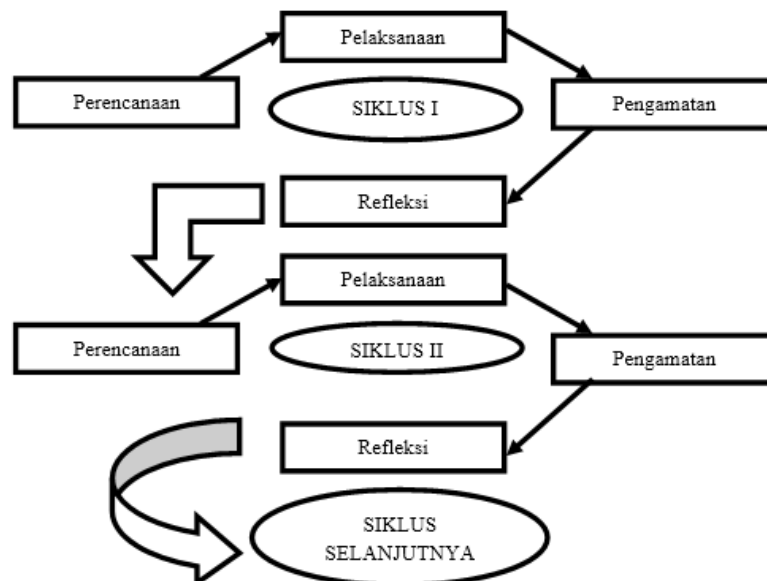 Pelaksanaan
Perencanaan
SIKLUS I
Pengamatan
Refleksi
Pelaksanaan
Perencanaan
SIKLUS II
Pengamatan
Refleksi
SIKLUS
SELANJUTNYA